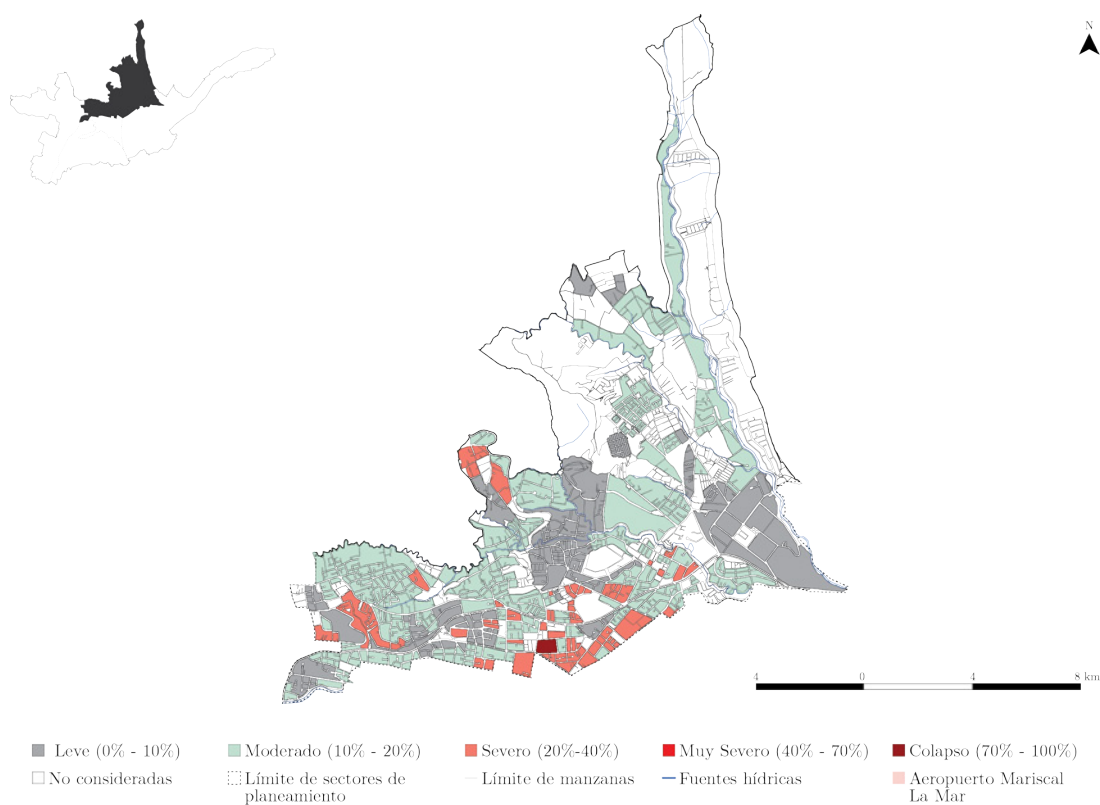 N
4 0 4 8 km
Leve (0% - 10%) Moderado (10% - 20%) Severo (20%-40%) Muy Severo (40% - 70%) Colapso (70% - 100%)
No consideradas Límite de sectores de planeamiento Límite de manzanas Fuentes hídricas Aeropuerto Mariscal La Mar